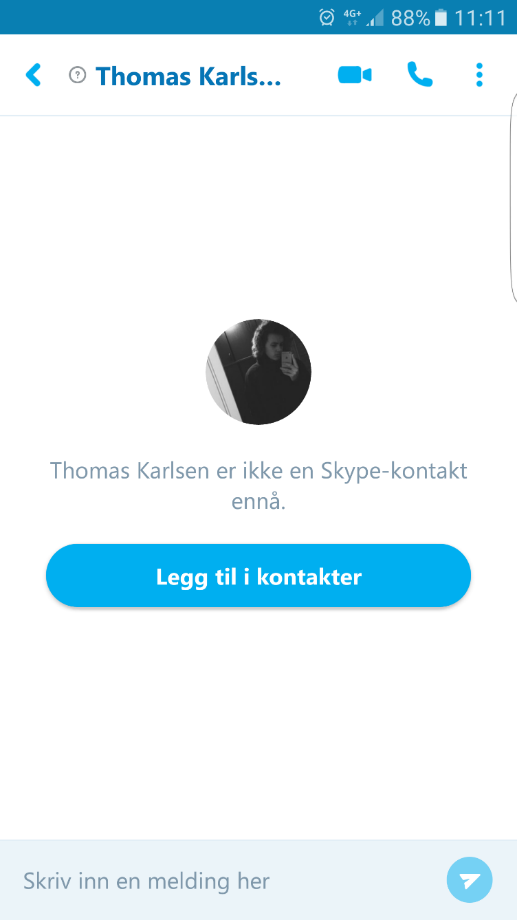 4G+ 88% 11:11
Thomas Karls...
Thomas Karlsen er ikke en Skype-kontakt
ennå.
Legg til i kontakter
Skriv inn en melding her